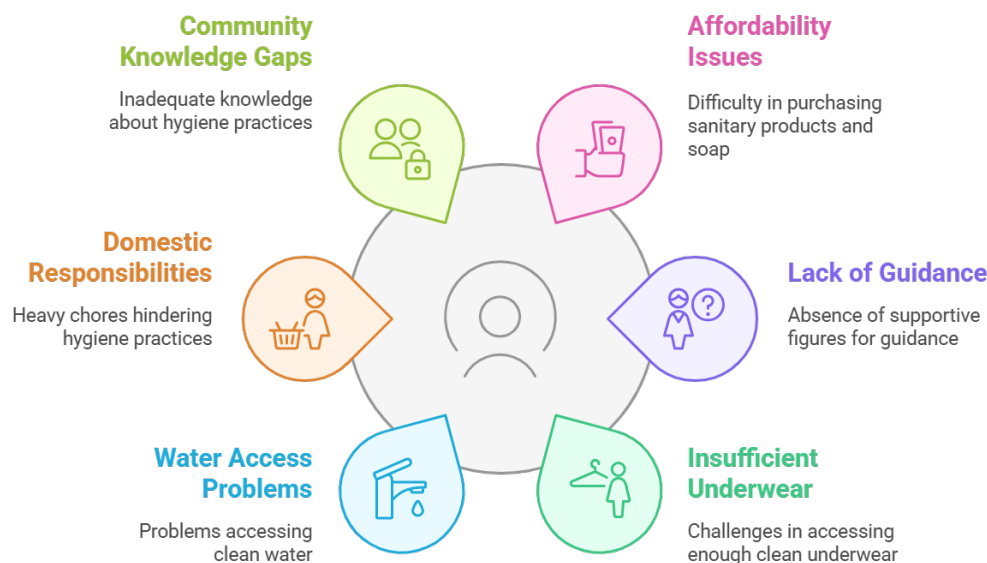 Community
Knowledge Gaps
Inadequate knowledge
about hygiene practices
Affordability
Issues
Difficulty in purchasing
sanitary products and
soap
Domestic
Responsibilities
Heavy chores hindering
hygiene practices
Lack of Guidance
Absence of supportive
figures for guidance
Water Access
Problems
Problems accessing
clean water
Insufficient
Underwear
Challenges in accessing
enough clean underwear